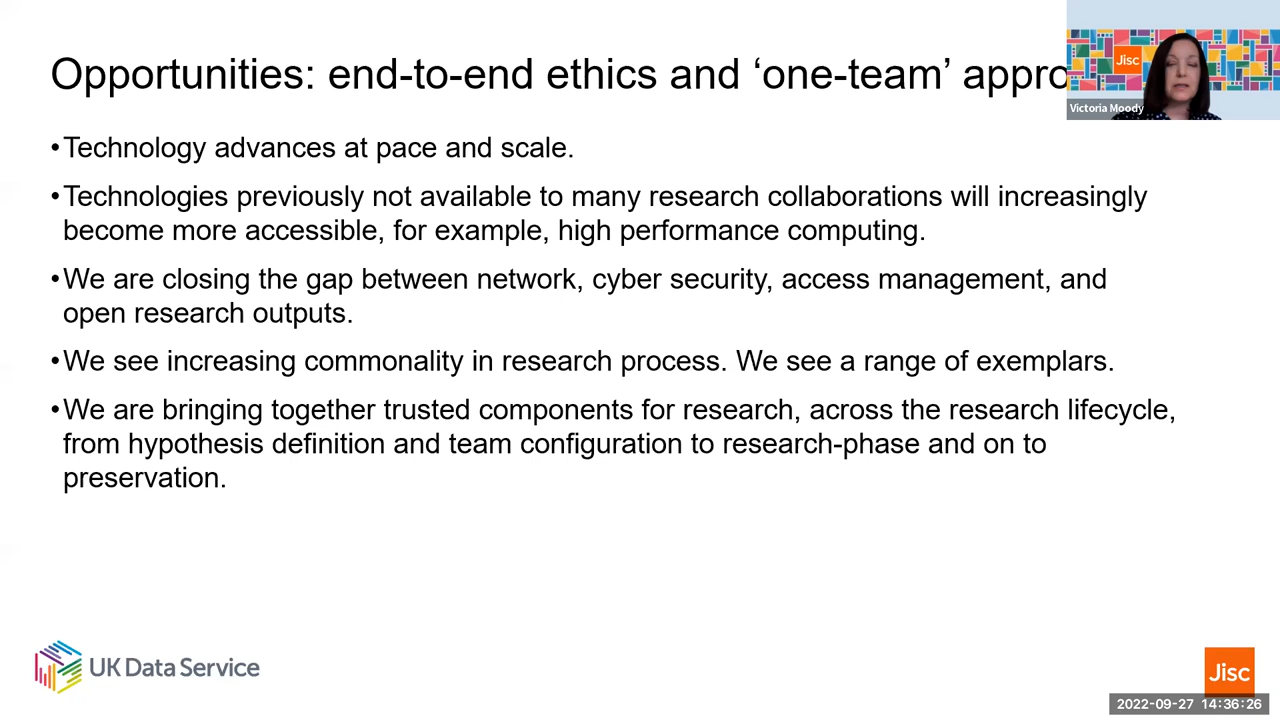 Opportunities: end-to-end ethics and ‘one-team’
Jisc
Victoria Moody
•Technology advances at pace and scale.
•Technologies previously not available to many research collaborations will increasingly
become more accessible, for example, high performance computing.
•We are closing the gap between network, cyber security, access management, and
open research outputs.
•We see increasing commonality in research process. We see a range of exemplars.
•We are bringing together trusted components for research, across the research lifecycle,
from hypothesis definition and team configuration to research-phase and on to
preservation.
UK Data Service
Jisc
2022-09-27 14:36:26